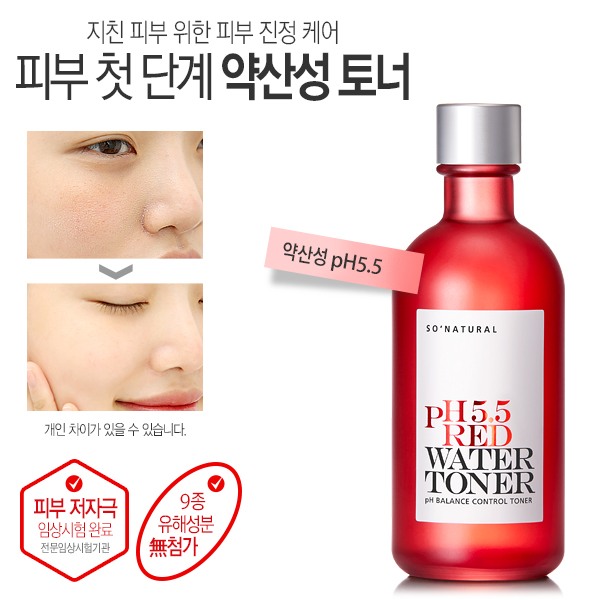 지친 피부 위한 피부 진정 케어
피부 첫 단계 약산성 토너
약산성 pH5.5
SO'NATURAL
pH5.5
RED
WATER
TONER
pH BALANCE CONTROL TONER
개인 차이가 있을 수 있습니다.
피부 저자극
임상시험 완료
전문임상시험기관
9종
유해성분
無첨가